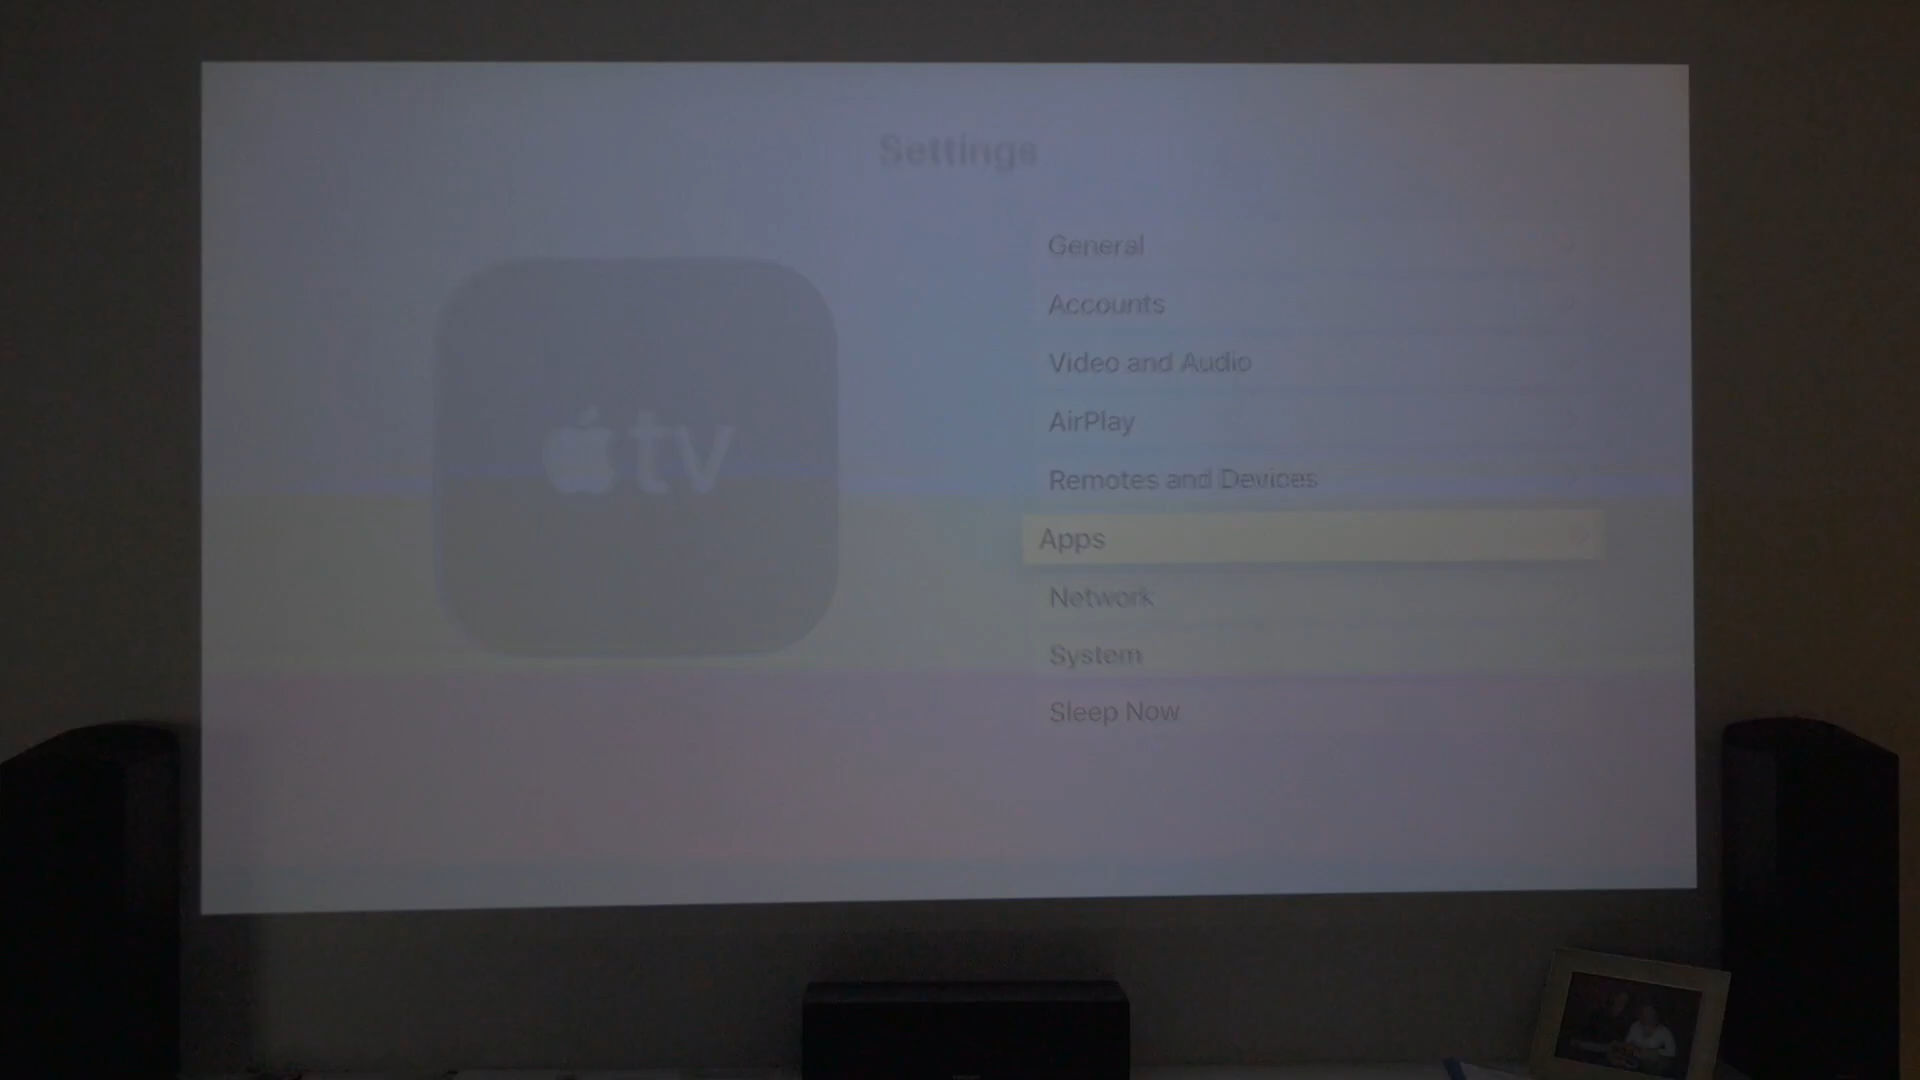 Settings
General
Accounts
Video and Audio
AirPlay
tv
Remotes and Devices
Apps
Network
System
Sleep Now